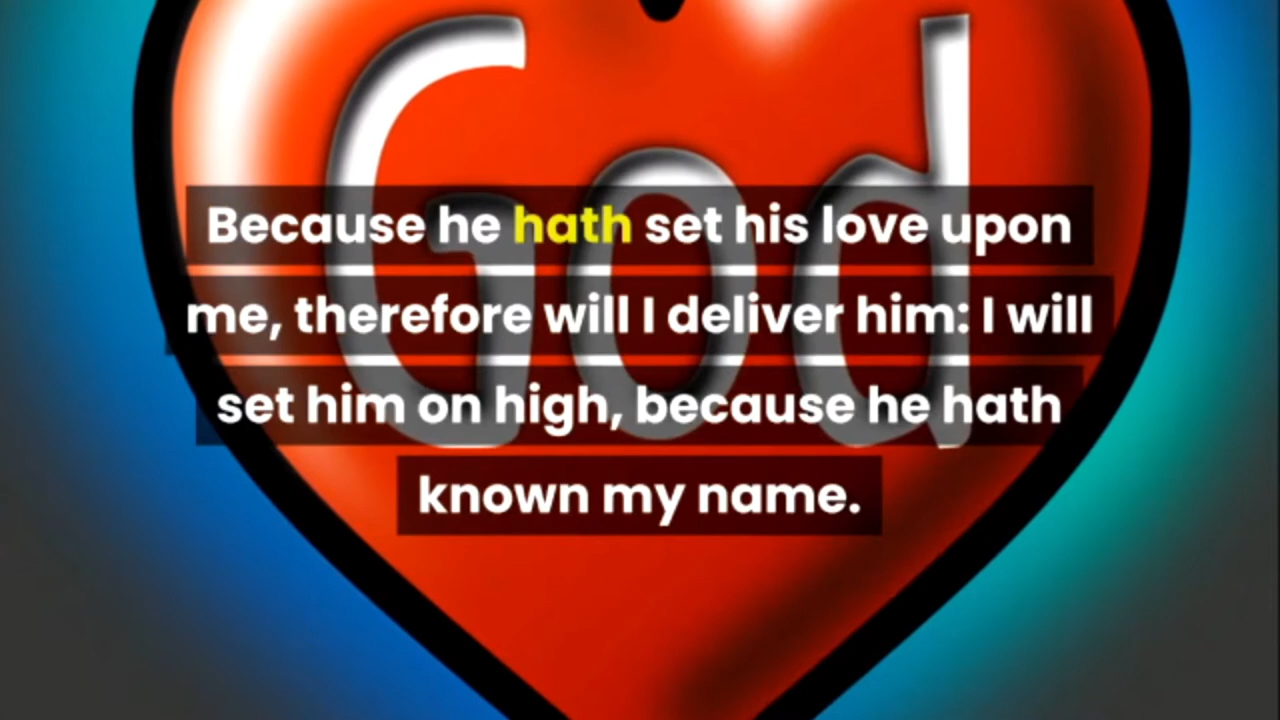 God
Because he hath set his love upon
me, therefore will I deliver him: I will
set him on high, because he hath
known my name.